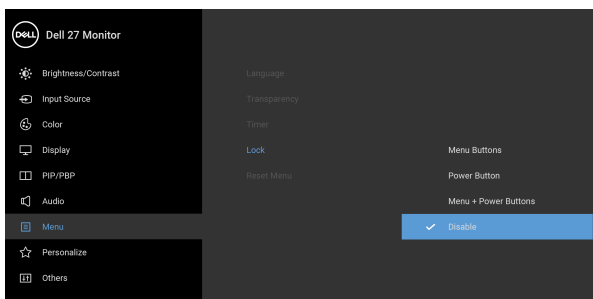 DELL Dell 27 Monitor
Brightness/Contrast Language
Input Source Transparency
Color Timer
Display Lock Menu Buttons
PIP/PBP Reset Menu Power Button
Audio Menu + Power Buttons
Menu Disable
Personalize
Others